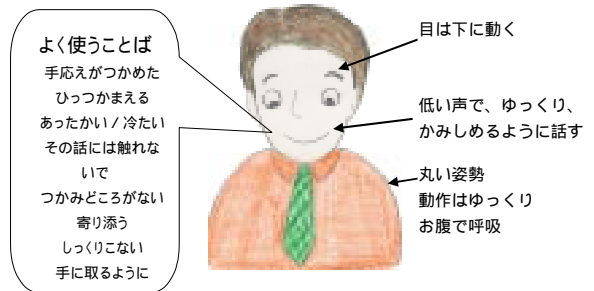 よく使うことば
手応えがつかめた
ひっつかまえる
あったかい / 冷たい
その話には触れな
いで
つかみどころがない
寄り添う
しっくりこない
手に取るように
目は下に動く
低い声で、ゆっくり、
かみしめるように話す
丸い姿勢
動作はゆっくり
お腹で呼吸